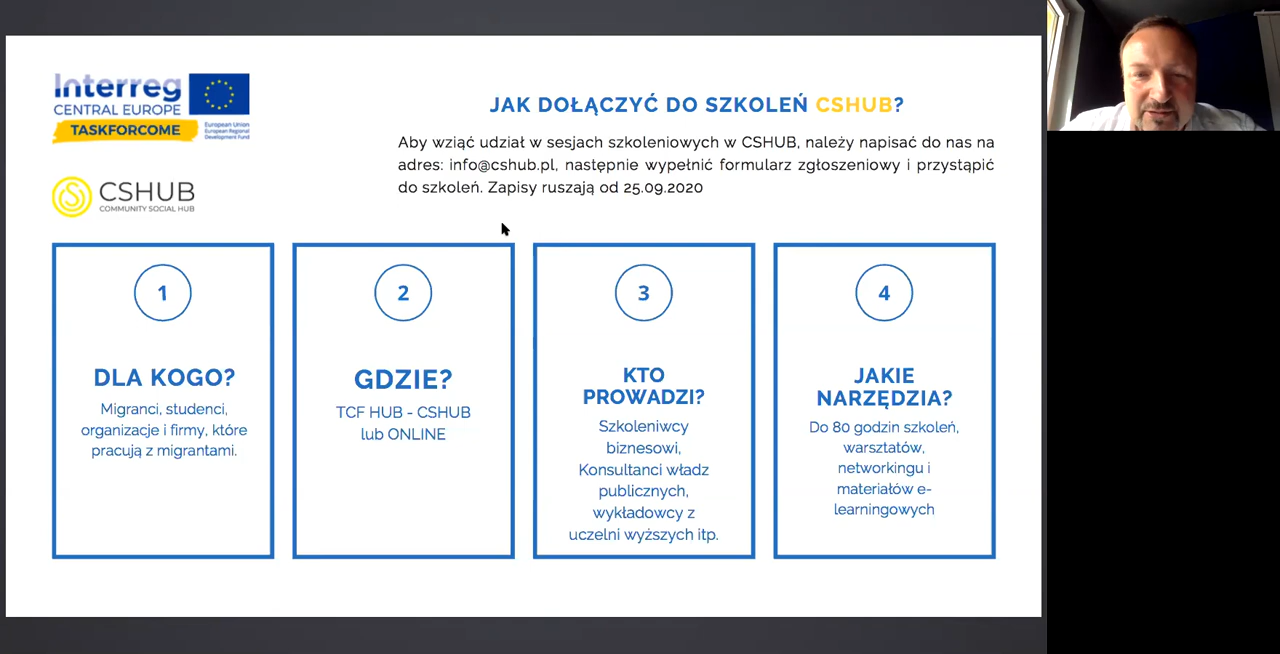 Interreg
CENTRAL EUROPE
TASKFORCOME
European Union
European Regional
Development Fund
CSHUB
COMMUNITY SOCIAL HUB
JAK DOŁĄCZYĆ DO SZKOLEŃ CSHUB?
Aby wziąć udział w sesjach szkoleniowych w CSHUB, należy napisać do nas na
adres: info@cshub.pl, następnie wypełnić formularz zgłoszeniowy i przystąpić
do szkoleń. Zapisy ruszają od 25.09.2020
1
DLA KOGO?
Migranci, studenci,
organizacje i firmy, które
pracują z migrantami.
2
GDZIE?
TCF HUB - CSHUB
lub ONLINE
3
KTO
PROWADZI?
Szkoleniwcy
biznesowi,
Konsultanci władz
publicznych,
wykładowcy z
uczelni wyższych itp.
4
JAKIE
NARZĘDZIA?
Do 80 godzin szkoleń,
warsztatów,
networkingu i
materiałów e-
learningowych